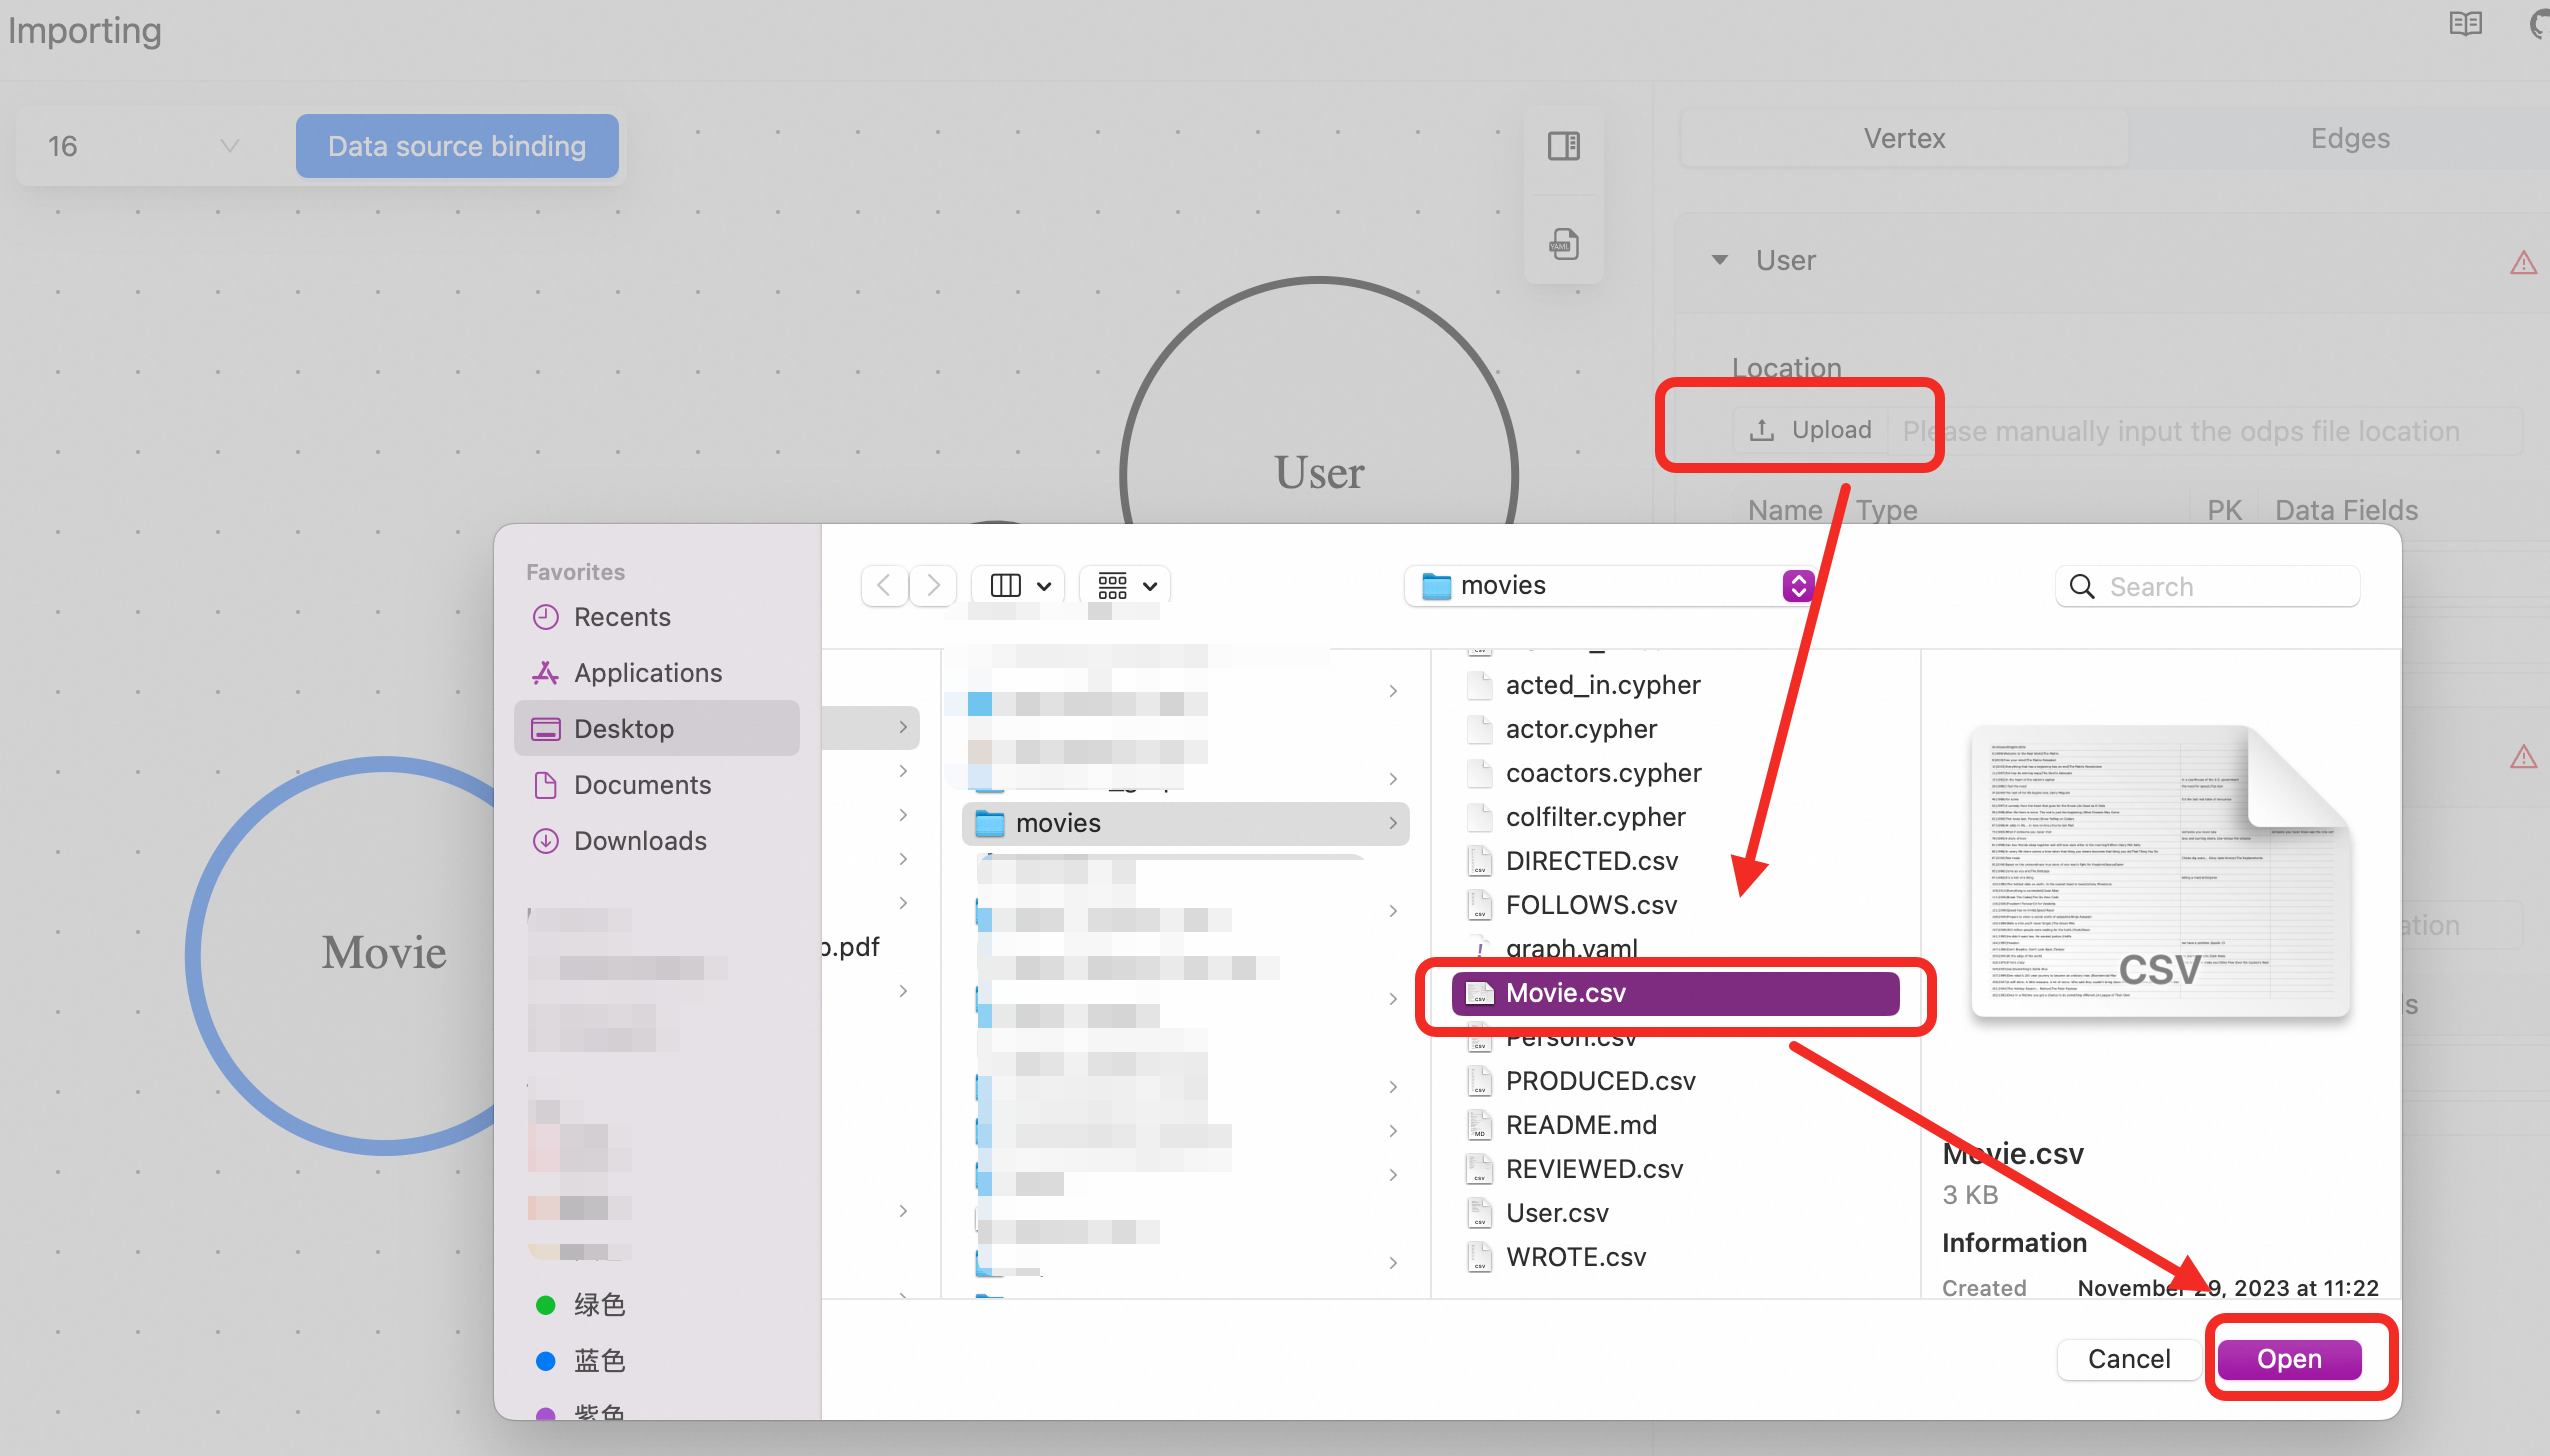 Importing
16
Data source binding
Vertex
Edges
YAML
User
Location
Upload
Please manually input the odps file location
Name
Type
PK
Data Fields
User
Movie
Favorites
Recents
Applications
Desktop
Documents
Downloads
绿色
蓝色
紫色
movies
Search
p.pdf
movies
acted_in.cypher
actor.cypher
coactors.cypher
colfilter.cypher
DIRECTED.csv
FOLLOWS.csv
graph.yaml
Movie.csv
Person.csv
PRODUCED.csv
README.md
REVIEWED.csv
User.csv
WROTE.csv
CSV
Movie.csv
3 KB
Information
Created
November 29, 2023 at 11:22
Cancel
Open